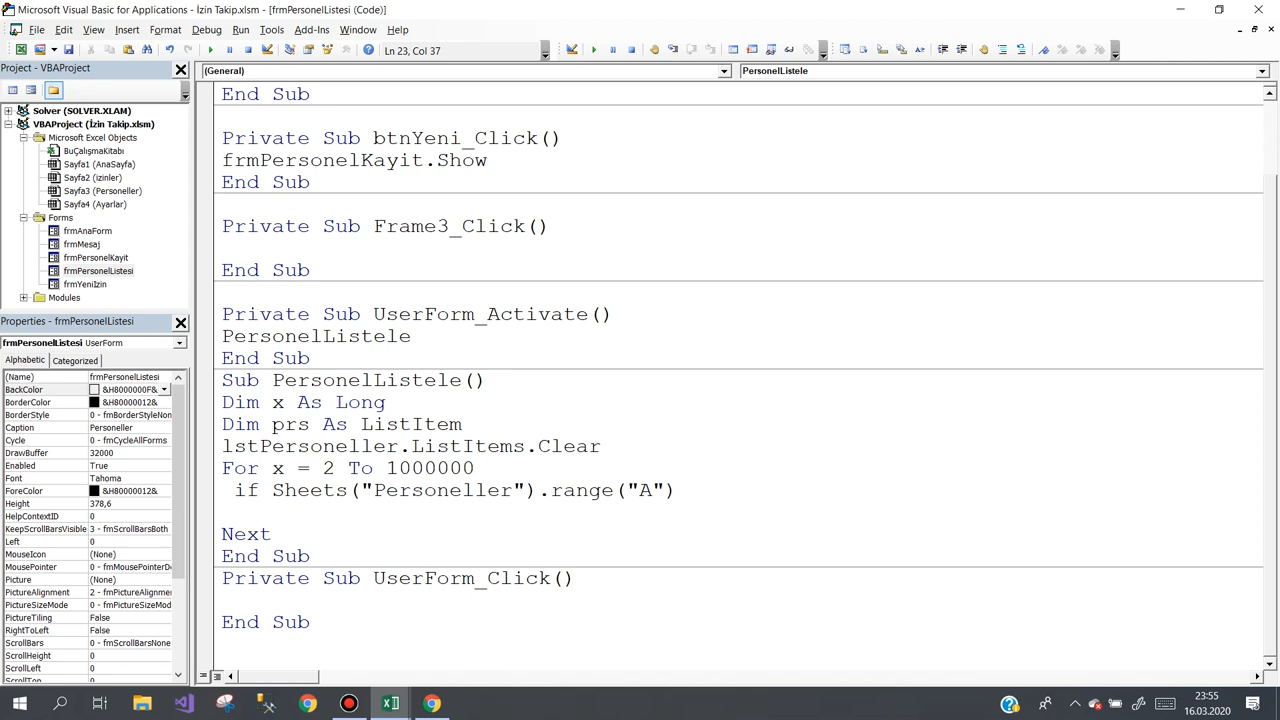 Microsoft Visual Basic for Applications - İzin Takip.xlsm - [frmPersonelListesi (Code)]
File Edit View Insert Format Debug Run Tools Add-Ins Window Help
Ln 23, Col 37
Project - VBAProject
(General)
PersonelListele
Solver (SOLVER.XLAM)
VBAProject (İzin Takip.xlsm)
Microsoft Excel Objects
BuÇalışmaKitabı
Sayfa1 (AnaSayfa)
Sayfa2 (izinler)
Sayfa3 (Personeller)
Sayfa4 (Ayarlar)
Forms
frmAnaForm
frmMesaj
frmPersonelKayit
frmPersonelListesi
frmYeniIzin
Modules
Properties - frmPersonelListesi
frmPersonelListesi UserForm
Alphabetic Categorized
(Name) frmPersonelListesi
BackColor &H8000000F&
BorderColor &H80000012&
BorderStyle 0 - fmBorderStyleNon
Caption Personeller
Cycle 0 - fmCycleAllForms
DrawBuffer 32000
Enabled True
Font Tahoma
ForeColor &H80000012&
Height 378,6
HelpContextID 0
KeepScrollBarsVisible 3 - fmScrollBarsBoth
Left 0
MouseIcon (None)
MousePointer 0 - fmMousePointerDe
Picture (None)
PictureAlignment 2 - fmPictureAlignmen
PictureSizeMode 0 - fmPictureSizeMod
PictureTiling False
RightToLeft False
ScrollBars 0 - fmScrollBarsNone
ScrollHeight 0
ScrollLeft 0
ScrollTop 0
End Sub
Private Sub btnYeni_Click()
frmPersonelKayit.Show
End Sub
Private Sub Frame3_Click()
End Sub
Private Sub UserForm_Activate()
PersonelListele
End Sub
Sub PersonelListele()
Dim x As Long
Dim prs As ListItem
lstPersoneller.ListItems.Clear
For x = 2 To 1000000
if Sheets("Personeller").range("A")
Next
End Sub
Private Sub UserForm_Click()
End Sub
23:55
16.03.2020